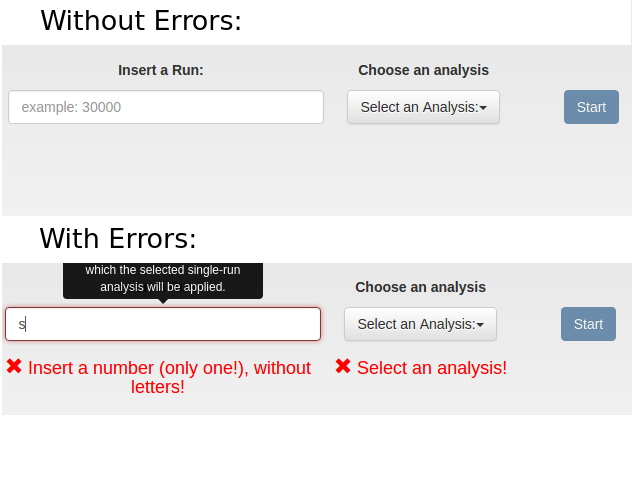 Without Errors:
Insert a Run: Choose an analysis
example: 30000 Select an Analysis: Start
With Errors:
which the selected single-run
analysis will be applied.
Choose an analysis
s Select an Analysis: Start
✖ Insert a number (only one!), without ✖ Select an analysis!
letters!